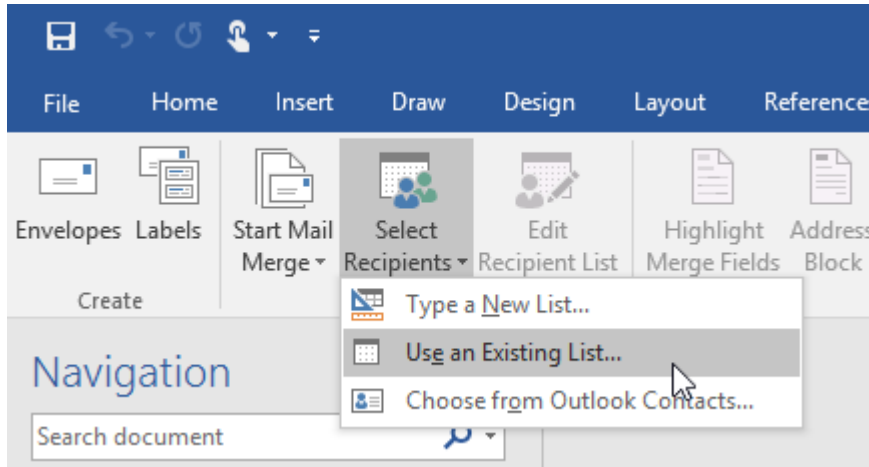 File Home Insert Draw Design Layout Reference
Envelopes Labels Start Mail Select Edit Highlight Address
Merge Recipients Recipient List Merge Fields Block
Create
Type a New List...
Use an Existing List...
Choose from Outlook Contacts...
Navigation
Search document